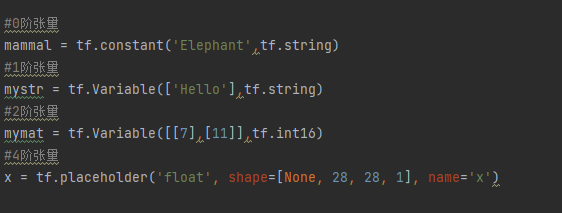 #0阶张量
mammal = tf.constant('Elephant',tf.string)
#1阶张量
mystr = tf.Variable(['Hello'],tf.string)
#2阶张量
mymat = tf.Variable([[7],[11]],tf.int16)
#4阶张量
x = tf.placeholder('float', shape=[None, 28, 28, 1], name='x')